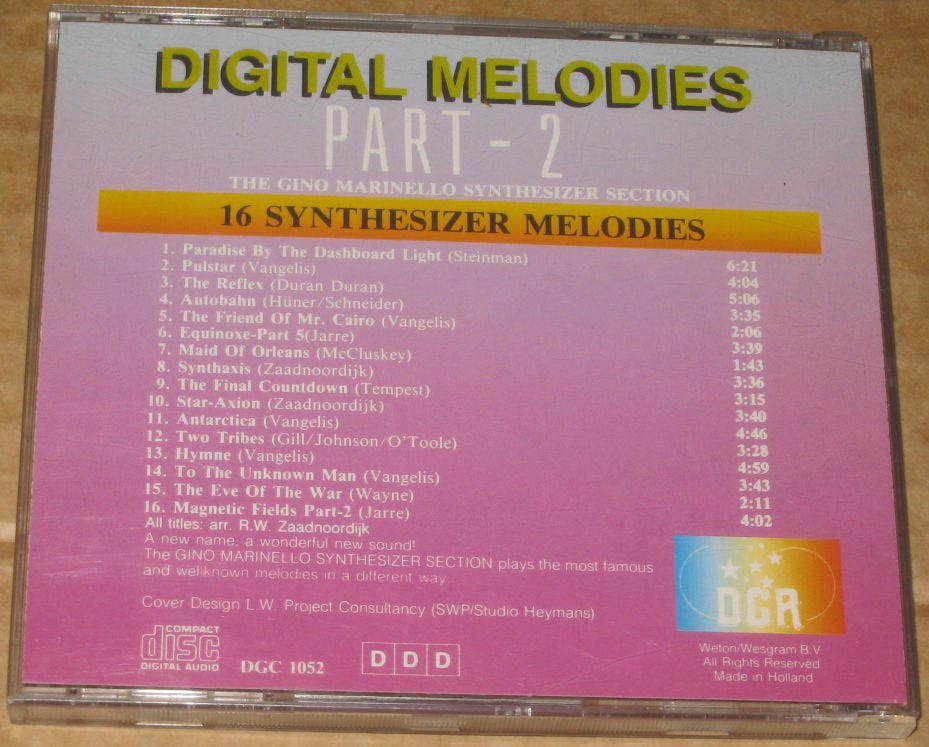 DIGITAL MELODIES
PART - 2
THE GINO MARINELLO SYNTHESIZER SECTION
16 SYNTHESIZER MELODIES
1. Paradise By The Dashboard Light (Steinman) 6:21
2. Pulstar (Vangelis) 4:04
3. The Reflex (Duran Duran) 5:06
4. Autobahn (Hüner/Schneider) 3:35
5. The Friend Of Mr. Cairo (Vangelis) 2:06
6. Equinoxe-Part 5(Jarre) 3:39
7. Maid Of Orleans (McCluskey) 1:43
8. Synthaxis (Zaadnoordijk) 3:36
9. The Final Countdown (Tempest) 3:15
10. Star-Axion (Zaadnoordijk) 3:40
11. Antarctica (Vangelis) 4:46
12. Two Tribes (Gill/Johnson/O'Toole) 3:28
13. Hymne (Vangelis) 4:59
14. To The Unknown Man (Vangelis) 3:43
15. The Eve Of The War (Wayne) 2:11
16. Magnetic Fields Part-2 (Jarre) 4:02
All titles: arr. R.W. Zaadnoordijk
A new name, a wonderful new sound!
The GINO MARINELLO SYNTHESIZER SECTION plays the most famous
and wellknown melodies in a different way
Cover Design L.W. Project Consultancy (SWP/Studio Heymans)
COMPACT
disc
DIGITAL AUDIO
DGC 1052
D D D
DGR
Weton/Wesgram B.V.
All Rights Reserved
Made in Holland